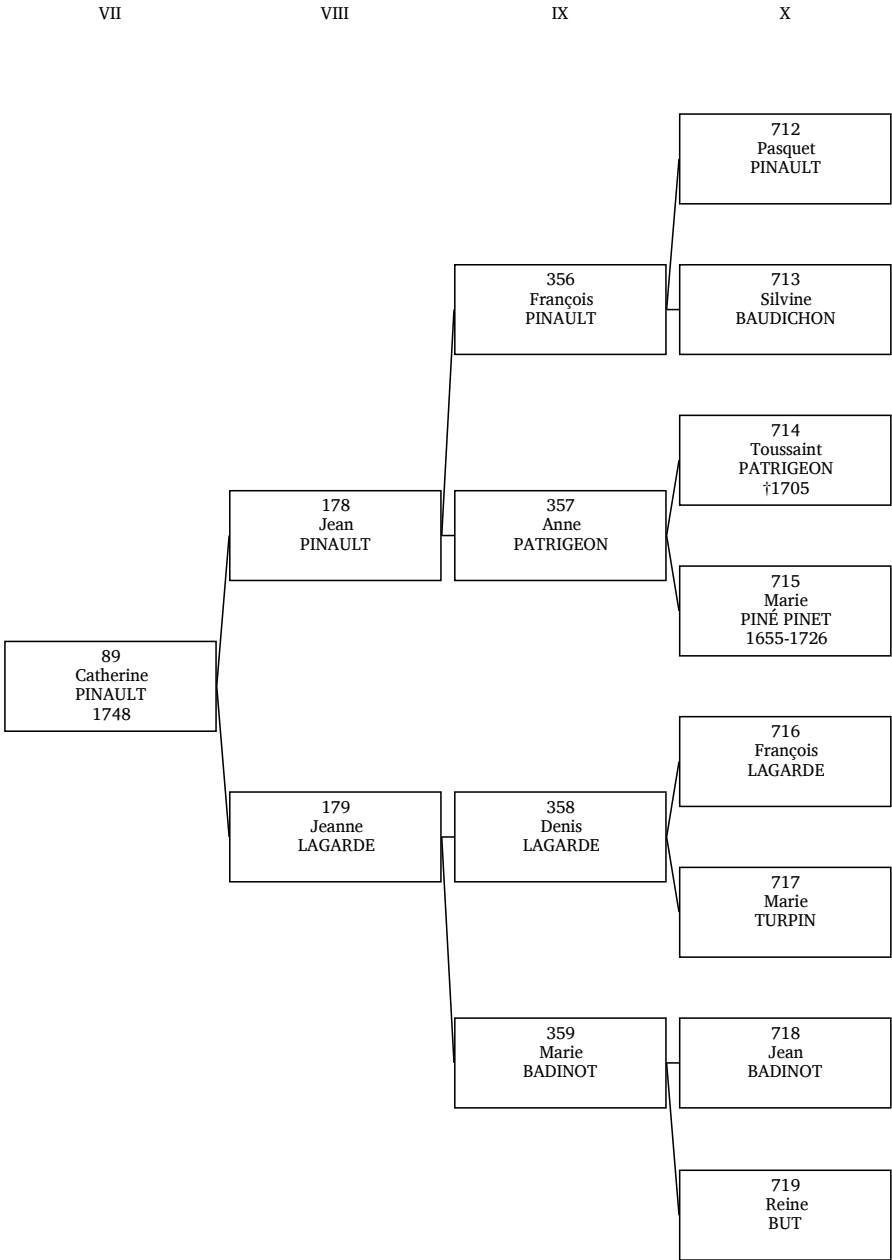 VII VIII IX X
712
Pasquet
PINAULT
356
François
PINAULT
713
Silvine
BAUDICHON
714
Toussaint
PATRIGEON
†1705
178
Jean
PINAULT
357
Anne
PATRIGEON
715
Marie
PINÉ PINET
1655-1726
89
Catherine
PINAULT
1748
716
François
LAGARDE
179
Jeanne
LAGARDE
358
Denis
LAGARDE
717
Marie
TURPIN
359
Marie
BADINOT
718
Jean
BADINOT
719
Reine
BUT